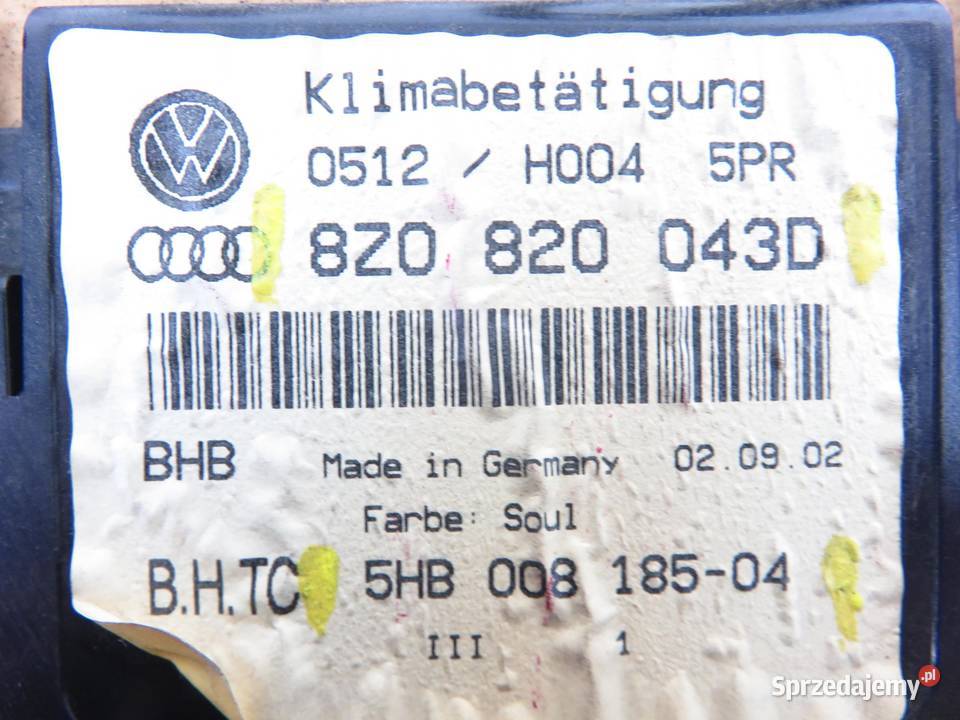 Klimabetätigung
0512 / H004 5PR
8Z0 820 043D
BHB Made in Germany 02.09.02
Farbe: Soul
B.H.TC 5HB 008 185-04
III 1
Sprzedajemy.pl